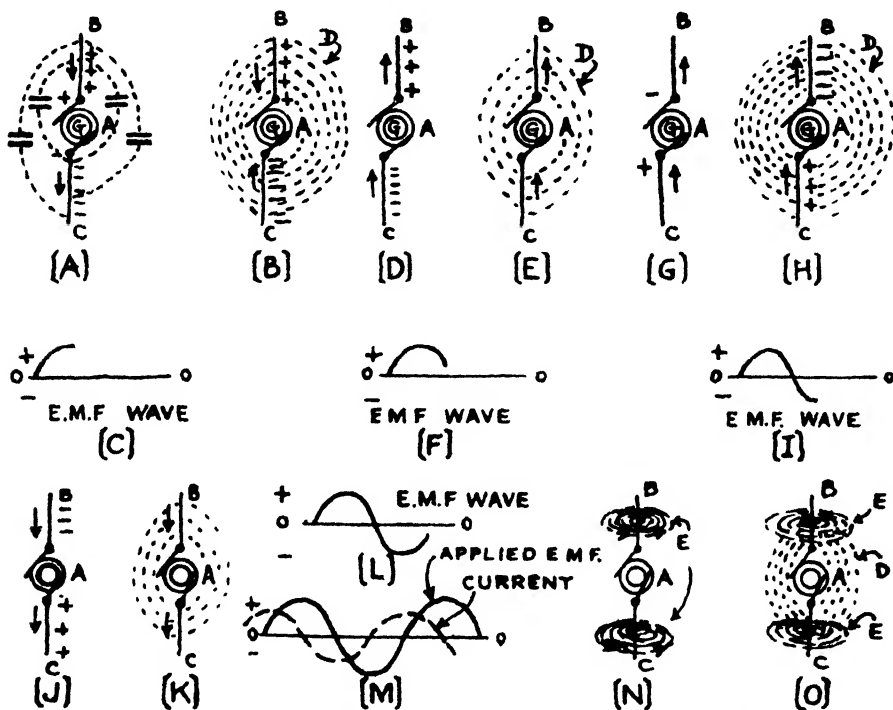 B B B B B B
D D D
+ + + + + + + + + + + + + + + − − − −
G A G A G A G A G A G A
− +
C C C C C C
[A] [B] [D] [E] [G] [H]
+ + +
0 0 0 0 0 0
− − −
E.M.F WAVE EMF WAVE E M.F. WAVE
[C] [F] [I]
B B + E.M.F WAVE B B E
0 0 E
− [L] APPLIED E M F. D
A A CURRENT A A
+ + + +
0 0
− E
C C C C
[J] [K] [M] [N] [O]